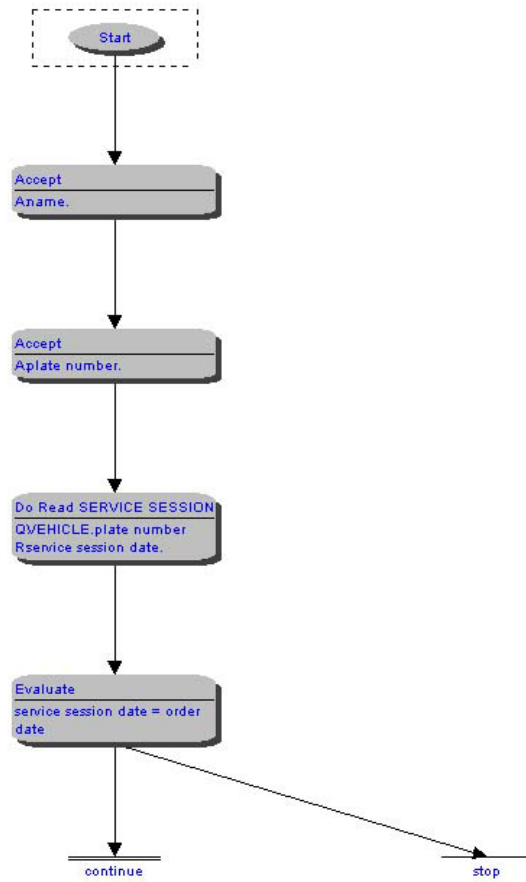 Start
Accept
Aname.
Accept
Aplate number.
Do Read SERVICE SESSION
QVEHICLE.plate number
Rservice session date.
Evaluate
service session date = order
date
continue
stop